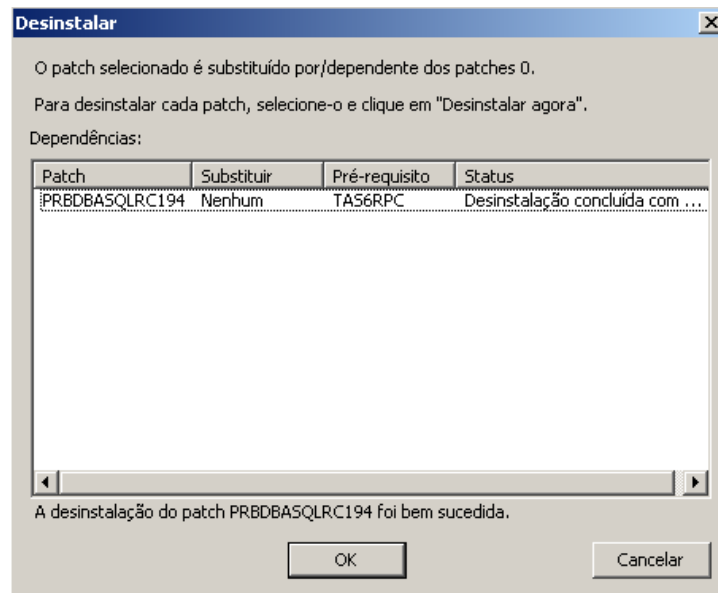 Desinstalar
O patch selecionado é substituído por/dependente dos patches 0.
Para desinstalar cada patch, selecione-o e clique em "Desinstalar agora".
Dependências:
Patch Substituir Pré-requisito Status
PRBDBASQLRC194 Nenhum TAS6RPC Desinstalação concluída com ...
A desinstalação do patch PRBDBASQLRC194 foi bem sucedida.
OK Cancelar